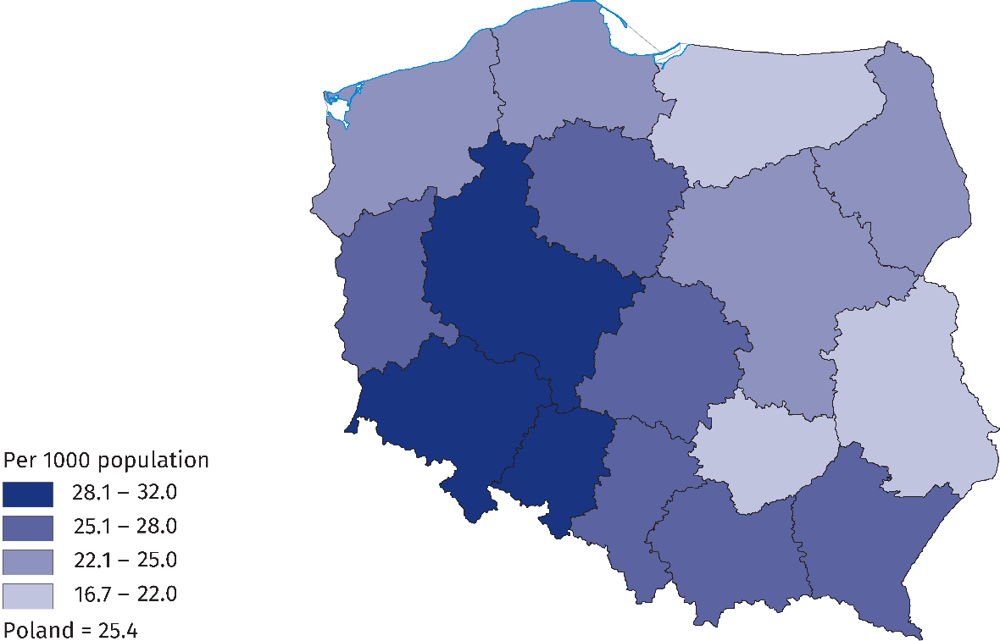 Per 1000 population
28.1 – 32.0
25.1 – 28.0
22.1 – 25.0
16.7 – 22.0
Poland = 25.4